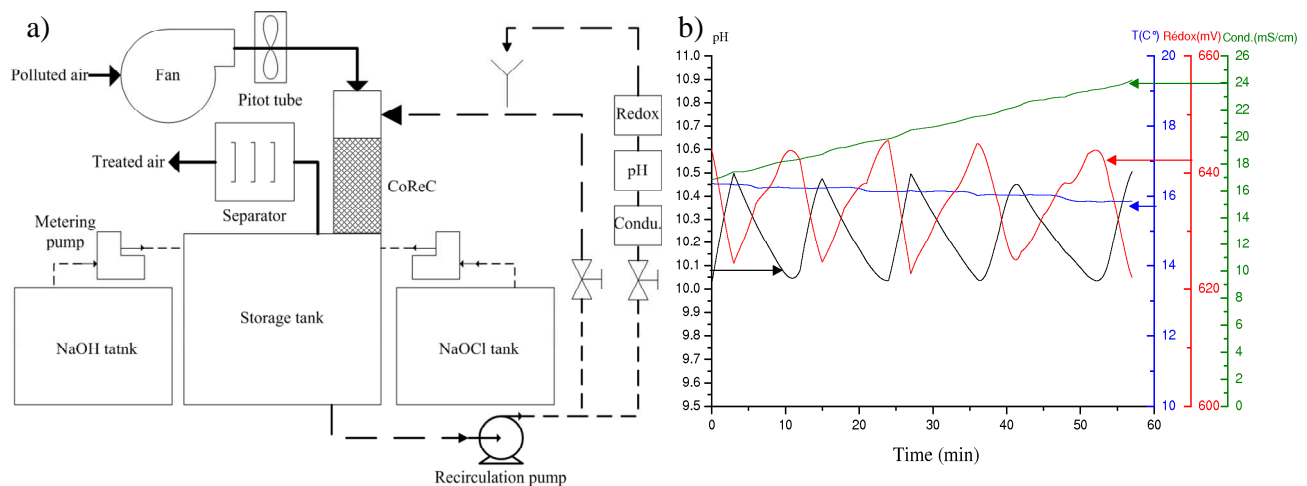 a)
Polluted air
Fan
Pitot tube
Treated air
Separator
CoReC
Redox
pH
Condu.
Metering
pump
NaOH tatnk
Storage tank
NaOCl tank
Recirculation pump
b)
pH
T(C°)
Rédox(mV)
Cond.(mS/cm)
11.0
10.9
10.8
10.7
10.6
10.5
10.4
10.3
10.2
10.1
10.0
9.9
9.8
9.7
9.6
9.5
0
10
20
30
40
50
60
Time (min)
20
18
16
14
12
10
660
640
620
600
26
24
22
20
18
16
14
12
10
8
6
4
2
0